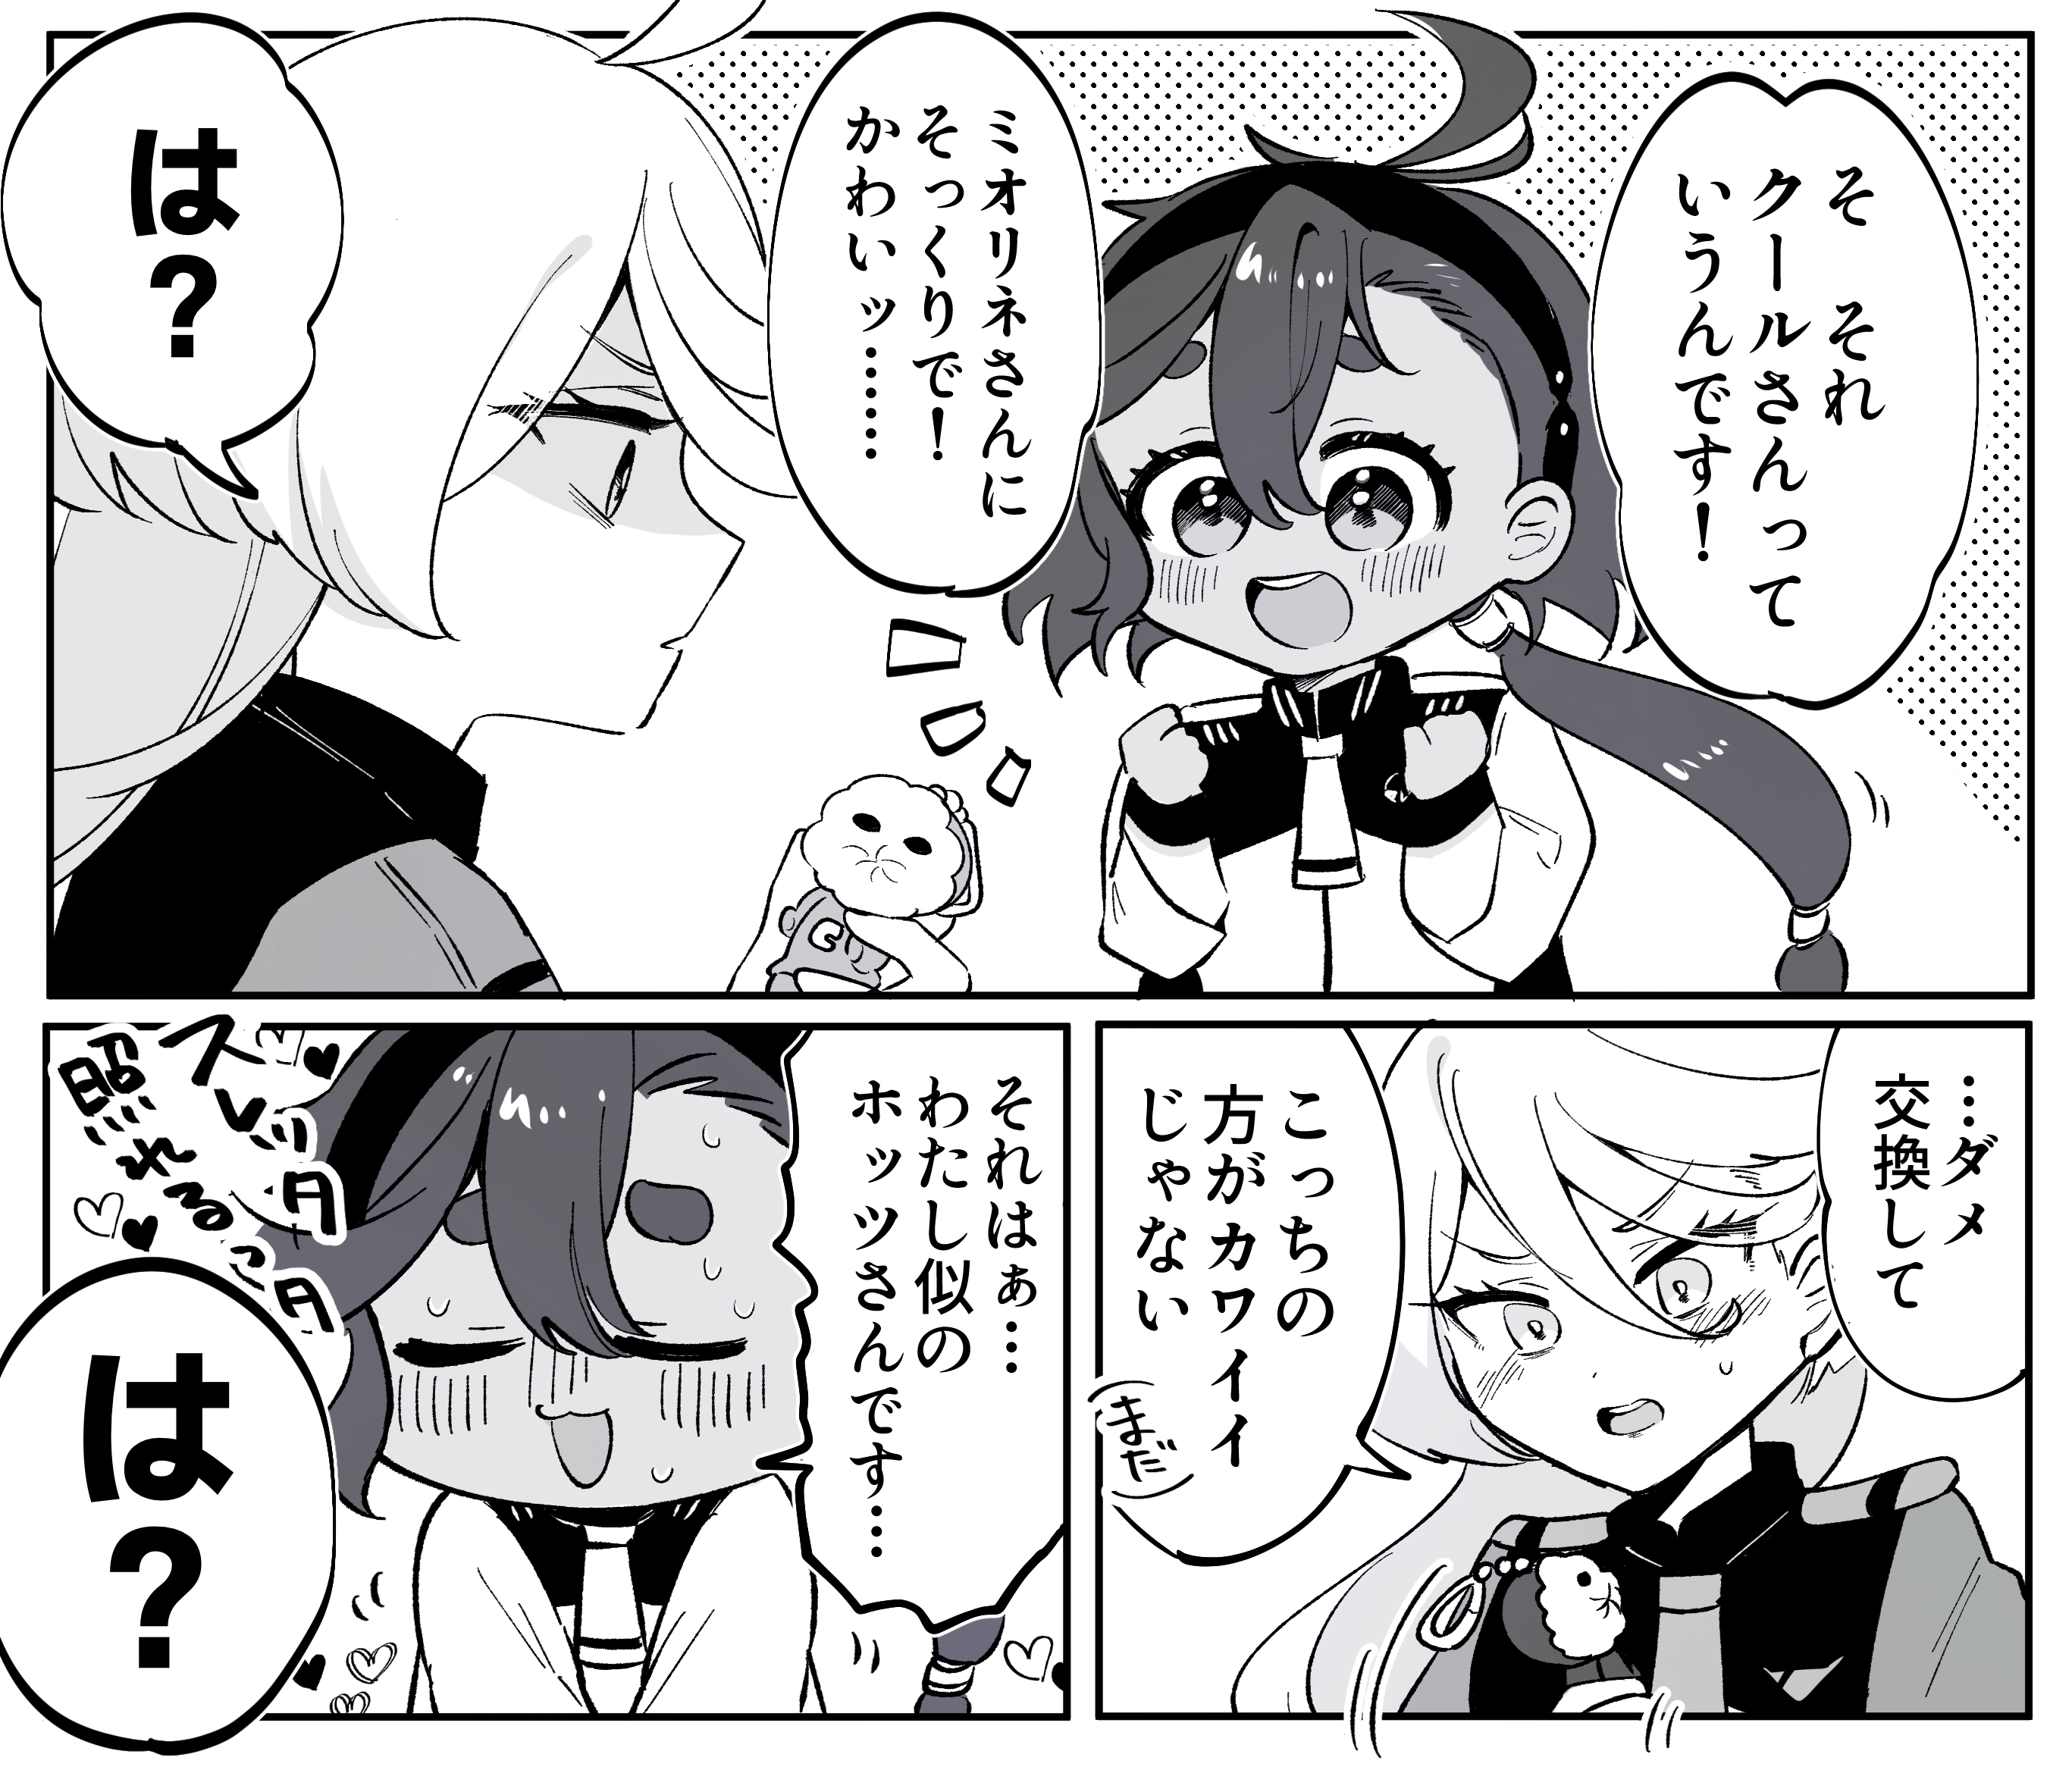 そ それ
クールさんって
いうんです！
ミオリネさんに
そっくりで！
かわいッ………
は？
…ダメ
交換して
こっちの
方がカワイイ
じゃない
（まだ）
それはぁ…
わたし似の
ホッツさんです……
スレッタ
照れるっタ
は？
G